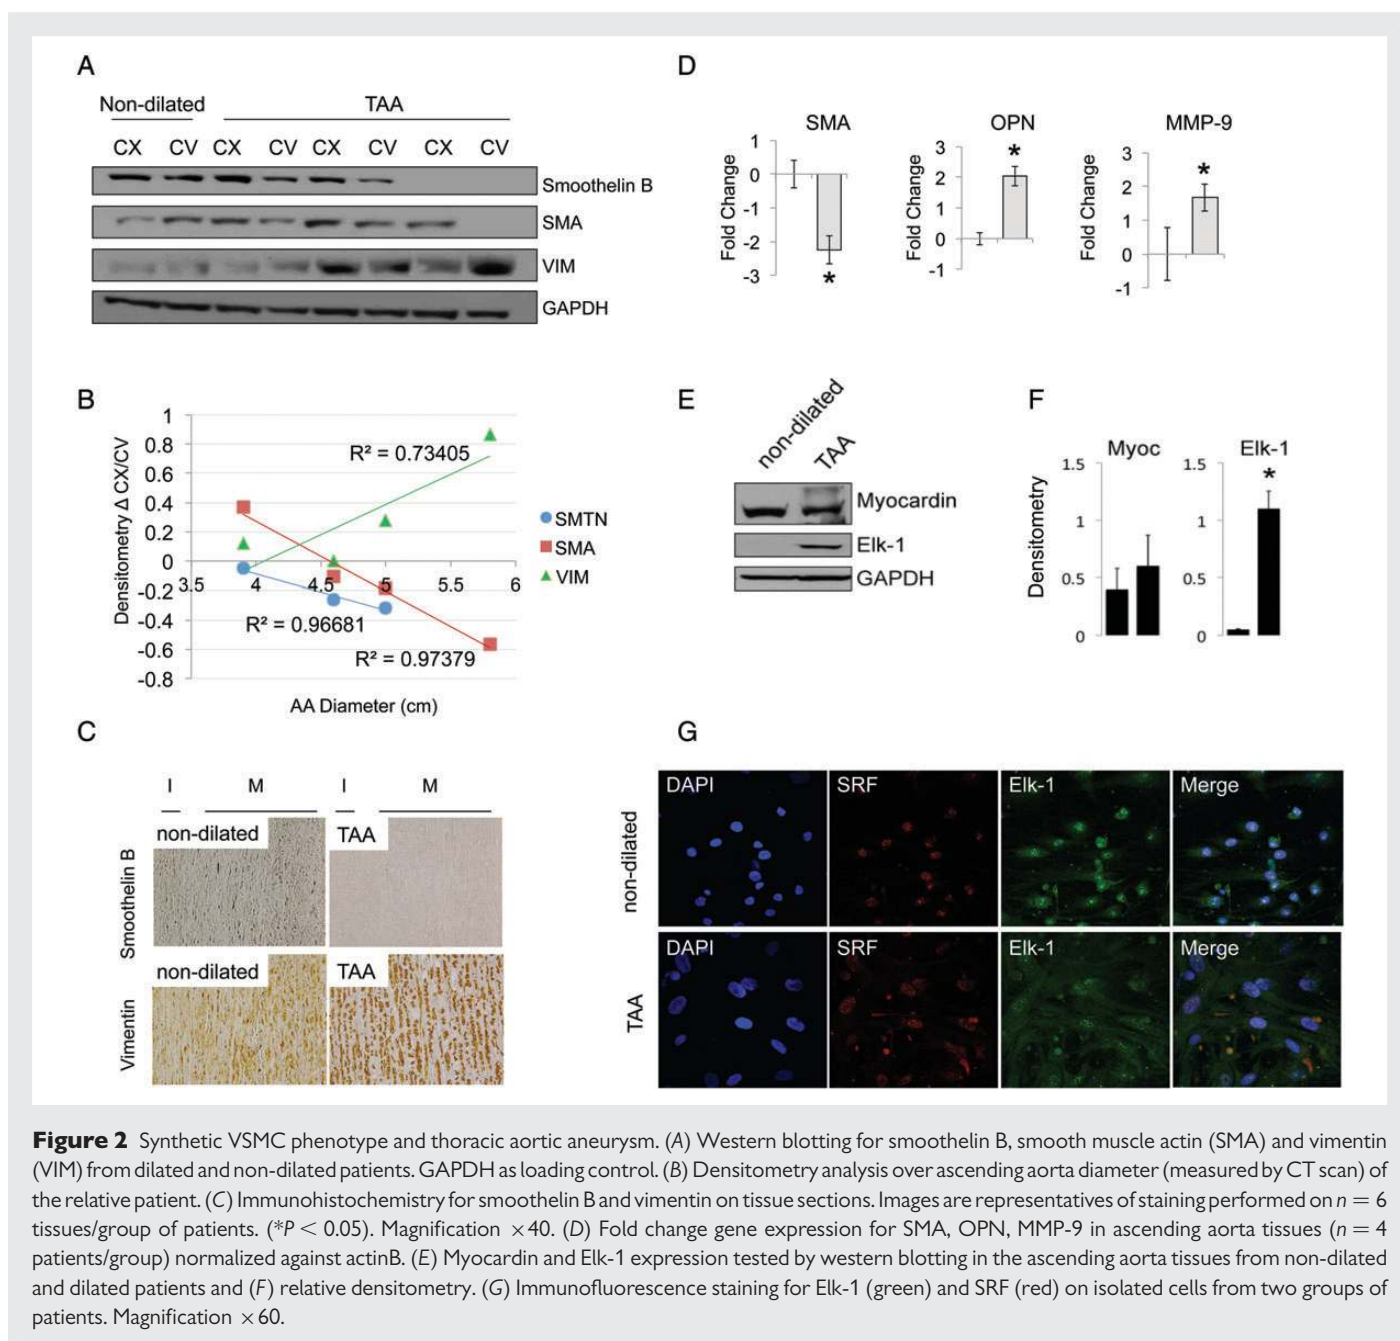 A
Non-dilated TAA
CX CV CX CV CX CV CX CV
Smoothelin B
SMA
VIM
GAPDH
B
1
0.8
0.6
0.4
0.2
0
-0.2
-0.4
-0.6
-0.8
3.5 4 4.5 5 5.5 6
R² = 0.73405
R² = 0.96681
R² = 0.97379
Densitometry Δ CX/CV
AA Diameter (cm)
SMTN
SMA
VIM
C
I M I M
non-dilated TAA
Smoothelin B
non-dilated TAA
Vimentin
D
SMA
Fold Change
1
0
-1
-2
-3
*
OPN
Fold Change
3
2
1
0
-1
*
MMP-9
Fold Change
3
2
1
0
-1
*
E
non-dilated TAA
Myocardin
Elk-1
GAPDH
F
Densitometry
Myoc
1.5
1
0.5
0
Elk-1
1.5
1
0.5
0
*
G
non-dilated
DAPI SRF Elk-1 Merge
TAA
DAPI SRF Elk-1 Merge
Figure 2 Synthetic VSMC phenotype and thoracic aortic aneurysm. (A) Western blotting for smoothelin B, smooth muscle actin (SMA) and vimentin
(VIM) from dilated and non-dilated patients. GAPDH as loading control. (B) Densitometry analysis over ascending aorta diameter (measured by CT scan) of
the relative patient. (C) Immunohistochemistry for smoothelin B and vimentin on tissue sections. Images are representatives of staining performed on n = 6
tissues/group of patients. (*P < 0.05). Magnification ×40. (D) Fold change gene expression for SMA, OPN, MMP-9 in ascending aorta tissues (n = 4
patients/group) normalized against actinB. (E) Myocardin and Elk-1 expression tested by western blotting in the ascending aorta tissues from non-dilated
and dilated patients and (F) relative densitometry. (G) Immunofluorescence staining for Elk-1 (green) and SRF (red) on isolated cells from two groups of
patients. Magnification ×60.